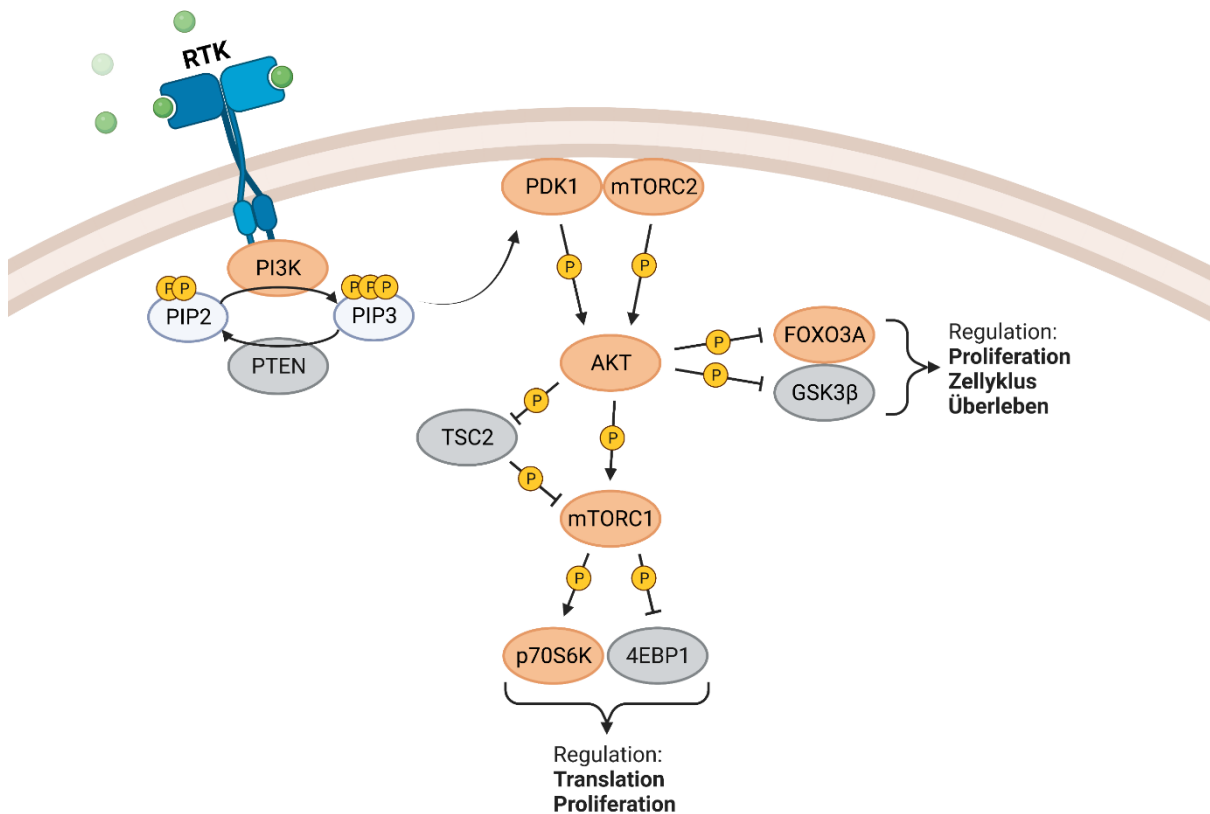 RTK
PDK1
mTORC2
PI3K
P P
P P P
PIP2
PIP3
PTEN
P
P
AKT
P
P
FOXO3A
GSK3β
Regulation:
Proliferation
Zellyklus
Überleben
P
TSC2
P
P
mTORC1
P
P
p70S6K
4EBP1
Regulation:
Translation
Proliferation